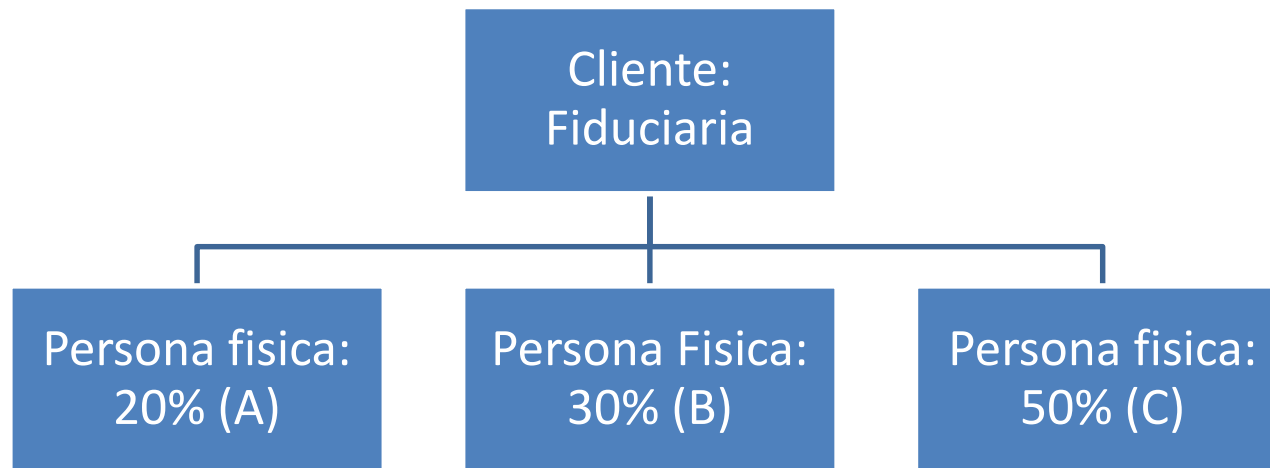 Cliente:
Fiduciaria
Persona fisica:
20% (A)
Persona Fisica:
30% (B)
Persona fisica:
50% (C)